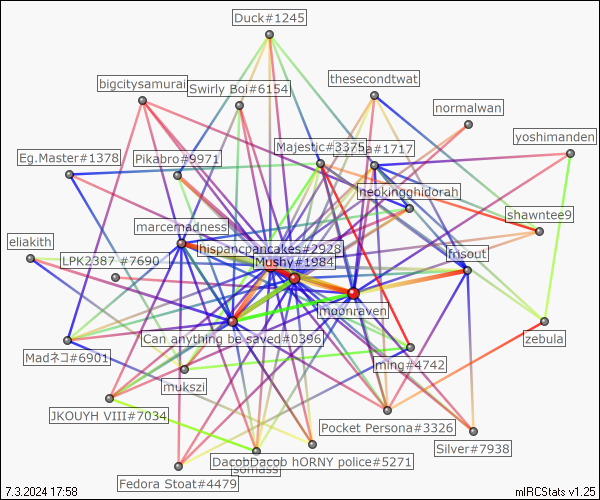 Duck#1245
thesecondtwat
bigcitysamurai
Swirly Boi#6154
normalwan
yoshimanden
Majestic#3375
a#1717
Eg.Master#1378
Pikabro#9971
neokingghidorah
shawntee9
marcemadness
eliakith
hispancpancakes#2928
frisout
LPK2387 #7690
Mushy#1984
moonraven
Can anything be saved#0396
zebula
Madネコ#6901
ming#4742
mukszi
JKOUYH VIII#7034
Pocket Persona#3326
Silver#7938
DacobDacob hORNY police#5271
somass
Fedora Stoat#4479
7.3.2024 17:58
mIRCStats v1.25